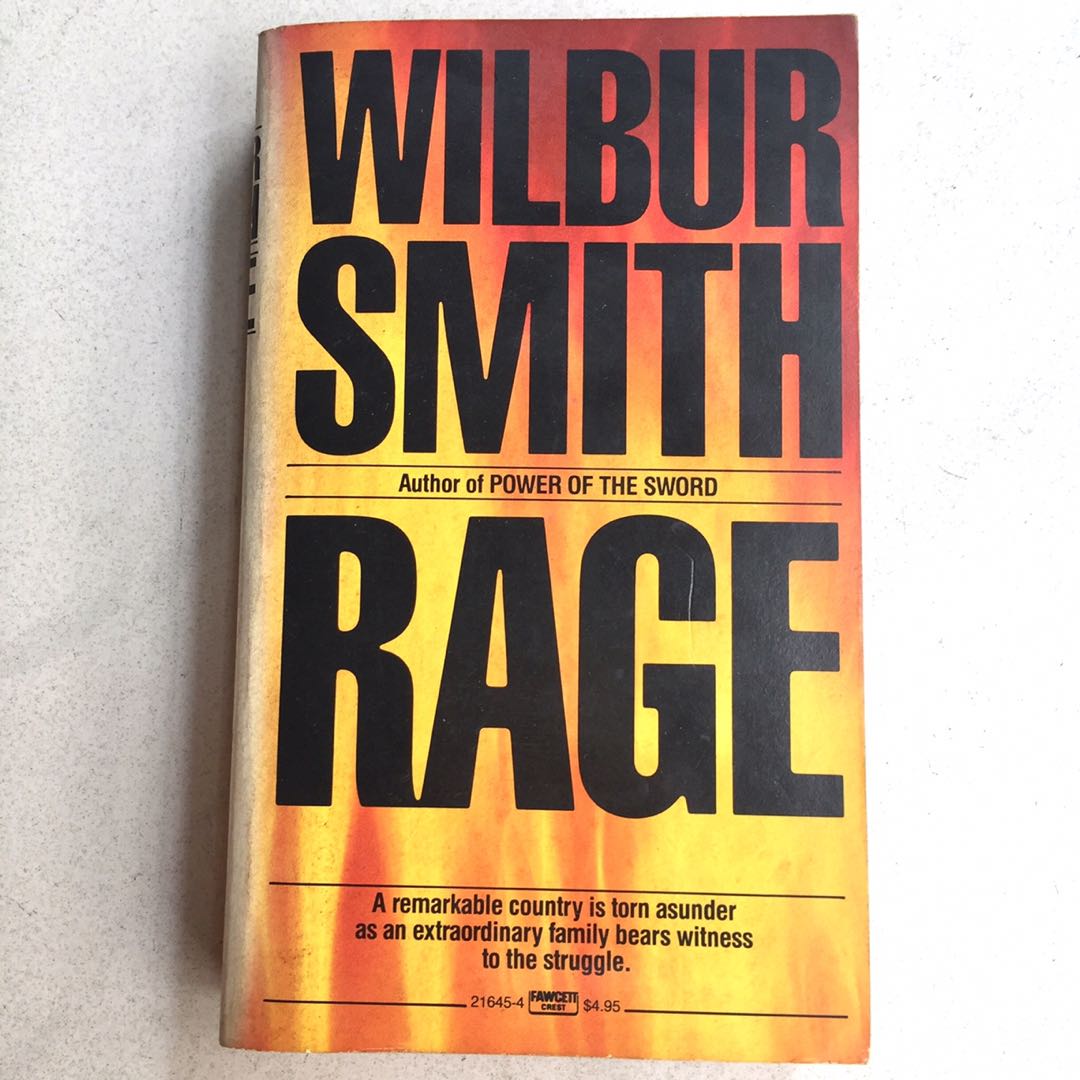 WILBUR
SMITH
Author of POWER OF THE SWORD
RAGE
A remarkable country is torn asunder
as an extraordinary family bears witness
to the struggle.
21645-4 FAWCETT CREST $4.95